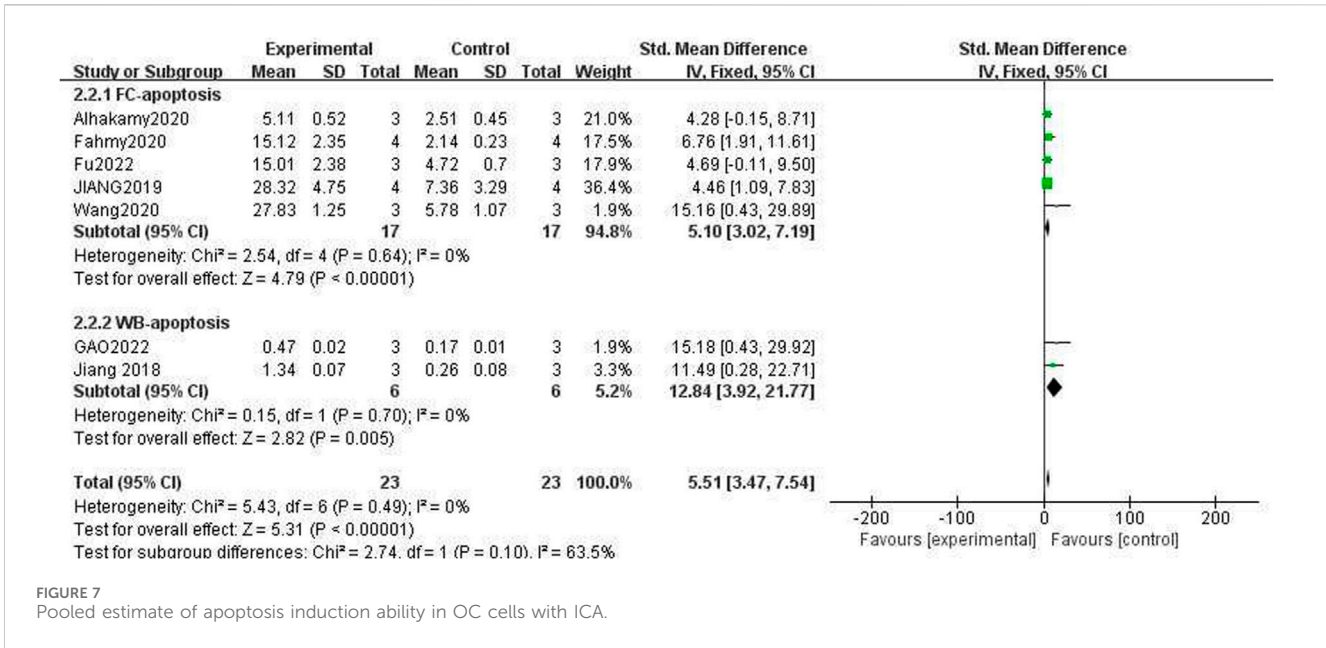 Experimental Control Std. Mean Difference Std. Mean Difference
Study or Subgroup Mean SD Total Mean SD Total Weight IV, Fixed, 95% CI IV, Fixed, 95% CI
2.2.1 FC-apoptosis
Alhakamy2020 5.11 0.52 3 2.51 0.45 3 21.0% 4.28 [-0.15, 8.71]
Fahmy2020 15.12 2.35 4 2.14 0.23 4 17.5% 6.76 [1.91, 11.61]
Fu2022 15.01 2.38 3 4.72 0.7 3 17.9% 4.69 [-0.11, 9.50]
JIANG2019 28.32 4.75 4 7.36 3.29 4 36.4% 4.46 [1.09, 7.83]
Wang2020 27.83 1.25 3 5.78 1.07 3 1.9% 15.16 [0.43, 29.89]
Subtotal (95% CI) 17 17 94.8% 5.10 [3.02, 7.19]
Heterogeneity: Chi² = 2.54, df = 4 (P = 0.64); I² = 0%
Test for overall effect: Z = 4.79 (P < 0.00001)
2.2.2 WB-apoptosis
GAO2022 0.47 0.02 3 0.17 0.01 3 1.9% 15.18 [0.43, 29.92]
Jiang 2018 1.34 0.07 3 0.26 0.08 3 3.3% 11.49 [0.28, 22.71]
Subtotal (95% CI) 6 6 5.2% 12.84 [3.92, 21.77]
Heterogeneity: Chi² = 0.15, df = 1 (P = 0.70); I² = 0%
Test for overall effect: Z = 2.82 (P = 0.005)
Total (95% CI) 23 23 100.0% 5.51 [3.47, 7.54]
Heterogeneity: Chi² = 5.43, df = 6 (P = 0.49); I² = 0%
Test for overall effect: Z = 5.31 (P < 0.00001)
Test for subgroup differences: Chi² = 2.74, df = 1 (P = 0.10), I² = 63.5%
-200 -100 0 100 200
Favours [experimental] Favours [control]
FIGURE 7
Pooled estimate of apoptosis induction ability in OC cells with ICA.